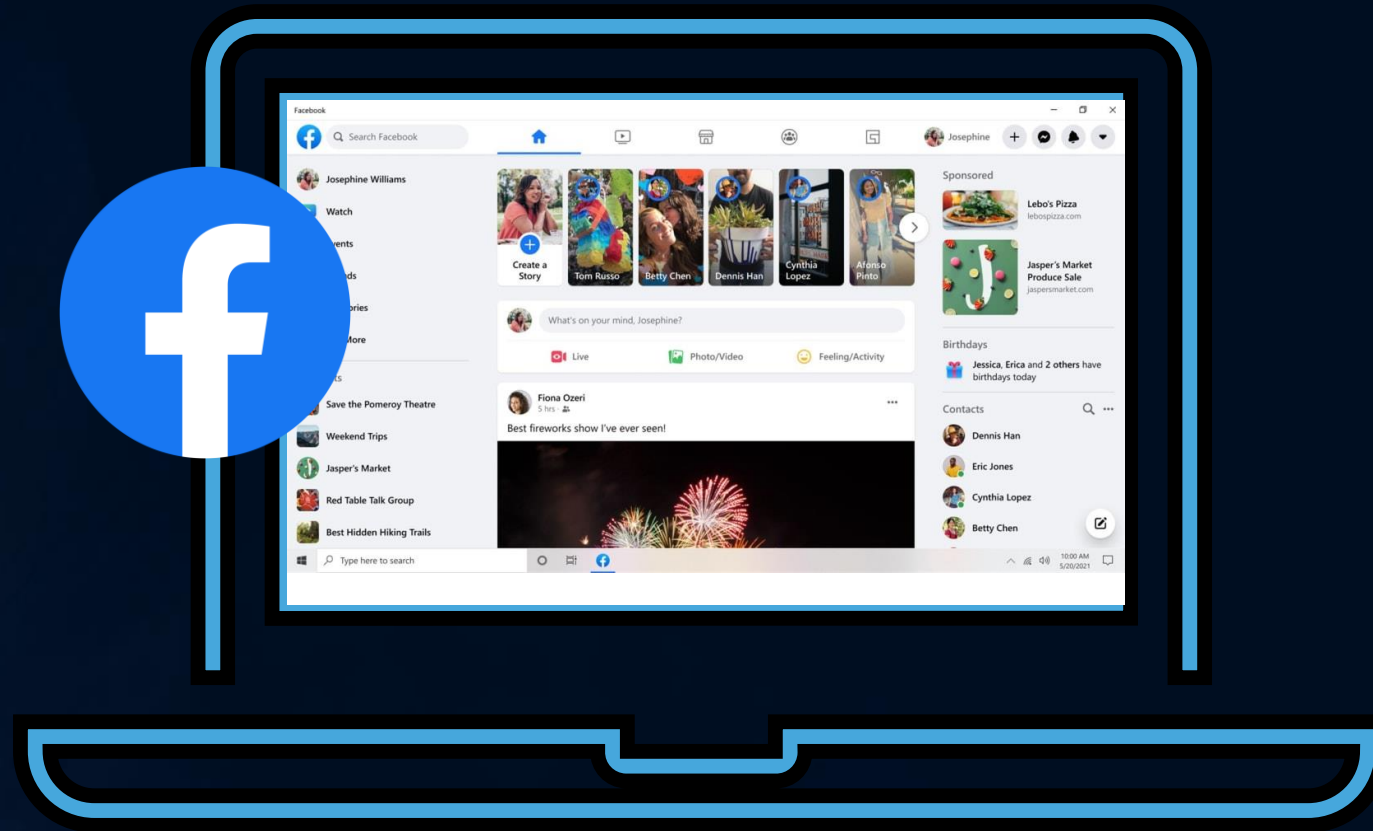 Facebook
Search Facebook
Josephine
Josephine Williams
Watch
More
Save the Pomeroy Theatre
Weekend Trips
Jasper's Market
Red Table Talk Group
Best Hidden Hiking Trails
Create a
Story
Tom Russo
Betty Chen
Dennis Han
Cynthia
Lopez
Afonso
Pinto
What's on your mind, Josephine?
Live
Photo/Video
Feeling/Activity
Fiona Ozeri
5 hrs ·
Best fireworks show I've ever seen!
Sponsored
Lebo's Pizza
lebospizza.com
Jasper's Market
Produce Sale
jaspersmarket.com
Birthdays
Jessica, Erica and 2 others have
birthdays today
Contacts
Dennis Han
Eric Jones
Cynthia Lopez
Betty Chen
Type here to search
10:00 AM
5/20/2021